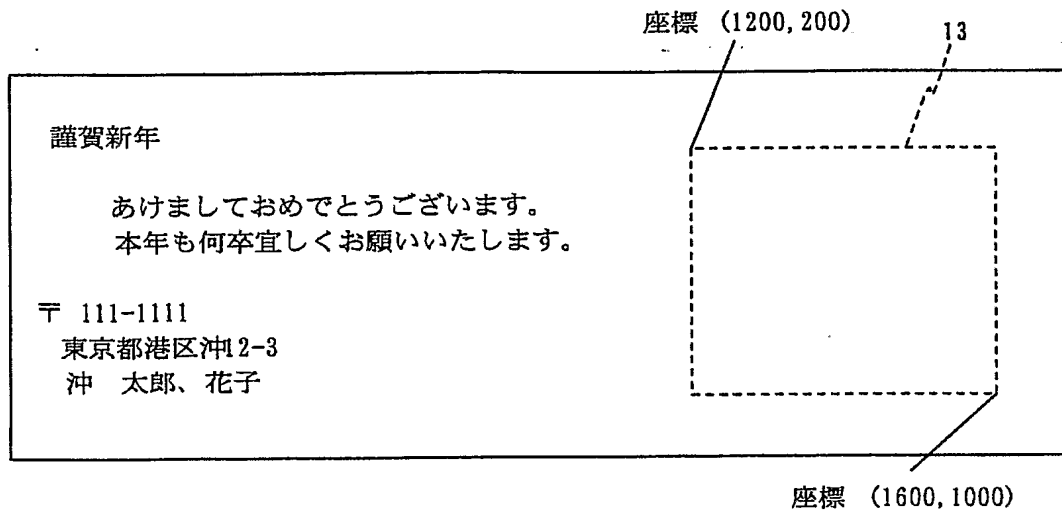 座標 (1200,200)
13
謹賀新年
あけましておめでとうございます。
本年も何卒宜しくお願いいたします。
〒 111-1111
東京都港区沖12-3
沖 太郎、花子
座標 (1600,1000)